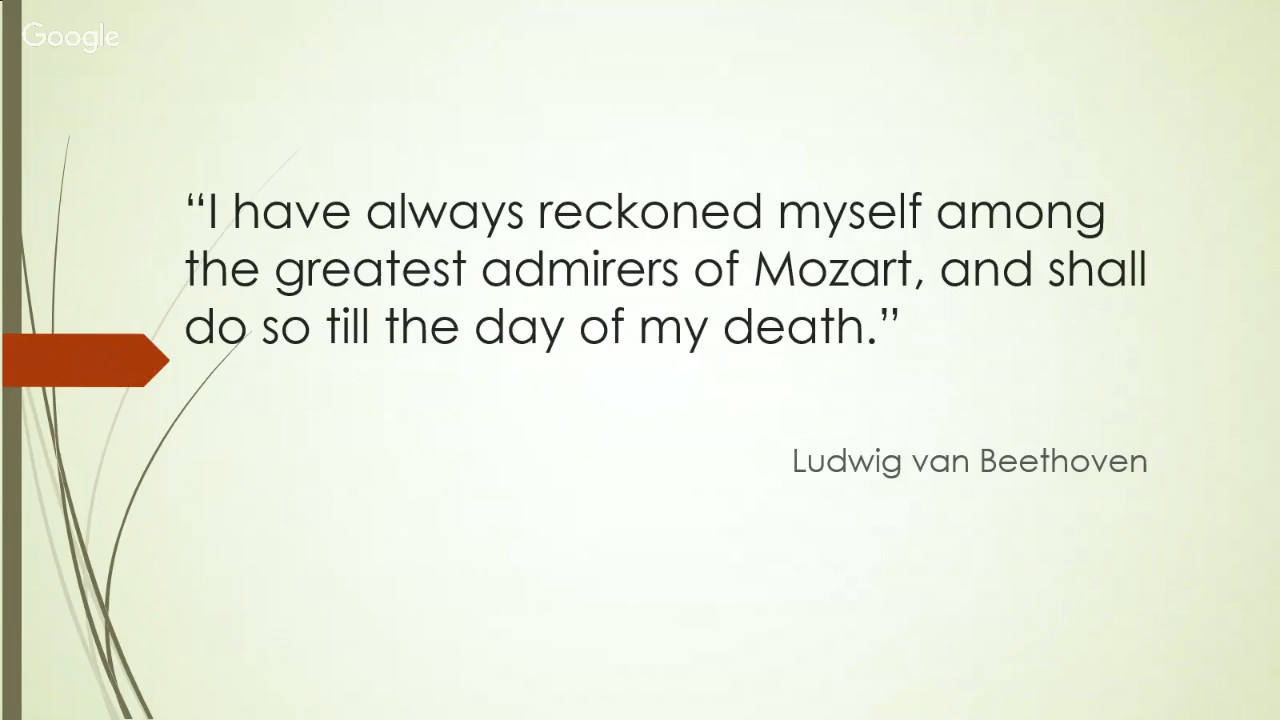 Google
“I have always reckoned myself among
the greatest admirers of Mozart, and shall
do so till the day of my death.”
Ludwig van Beethoven